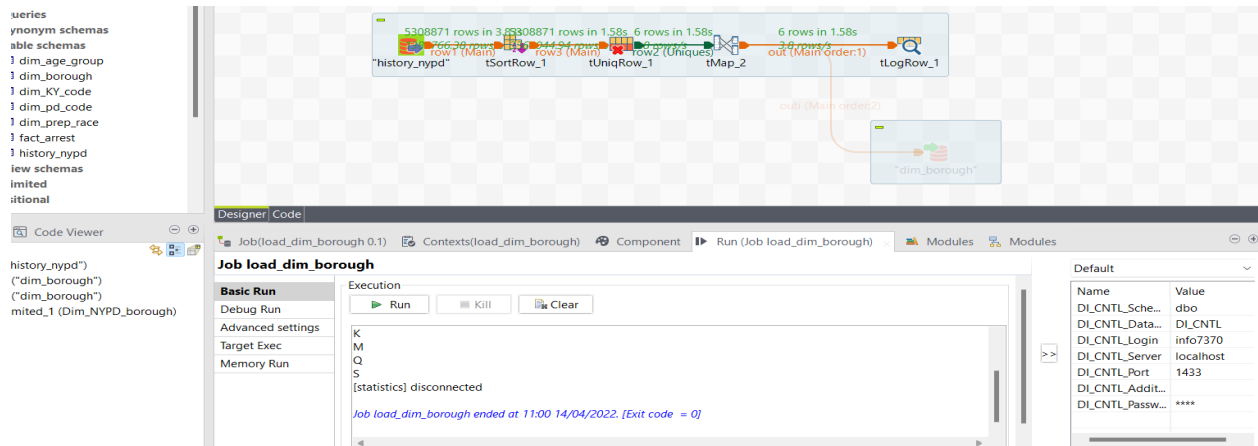 ueries
ynonym schemas
able schemas
dim_age_group
dim_borough
dim_KY_code
dim_pd_code
dim_prep_race
fact_arrest
history_nypd
iew schemas
imited
sitional
5308871 rows in
5308871 rows in 1.58s
6 rows in 1.58s
6 rows in 1.58s
3.8 rows/s
row1 (Main)
row3 (Main)
row2 (Uniques)
out (Main order:1)
"history_nypd"
tSortRow_1
tUniqRow_1
tMap_2
tLogRow_1
out1 (Main order:2)
"dim_borough"
Designer Code
Code Viewer
history_nypd")
("dim_borough")
("dim_borough")
mited_1 (Dim_NYPD_borough)
Job(load_dim_borough 0.1) Contexts(load_dim_borough) Component Run (Job load_dim_borough) Modules Modules
Job load_dim_borough
Basic Run
Debug Run
Advanced settings
Target Exec
Memory Run
Execution
Run Kill Clear
K
M
Q
S
[statistics] disconnected
Job load_dim_borough ended at 11:00 14/04/2022. [Exit code = 0]
>>
Default
Name Value
DI_CNTL_Sche... dbo
DI_CNTL_Data... DI_CNTL
DI_CNTL_Login info7370
DI_CNTL_Server localhost
DI_CNTL_Port 1433
DI_CNTL_Addit...
DI_CNTL_Passw... ****